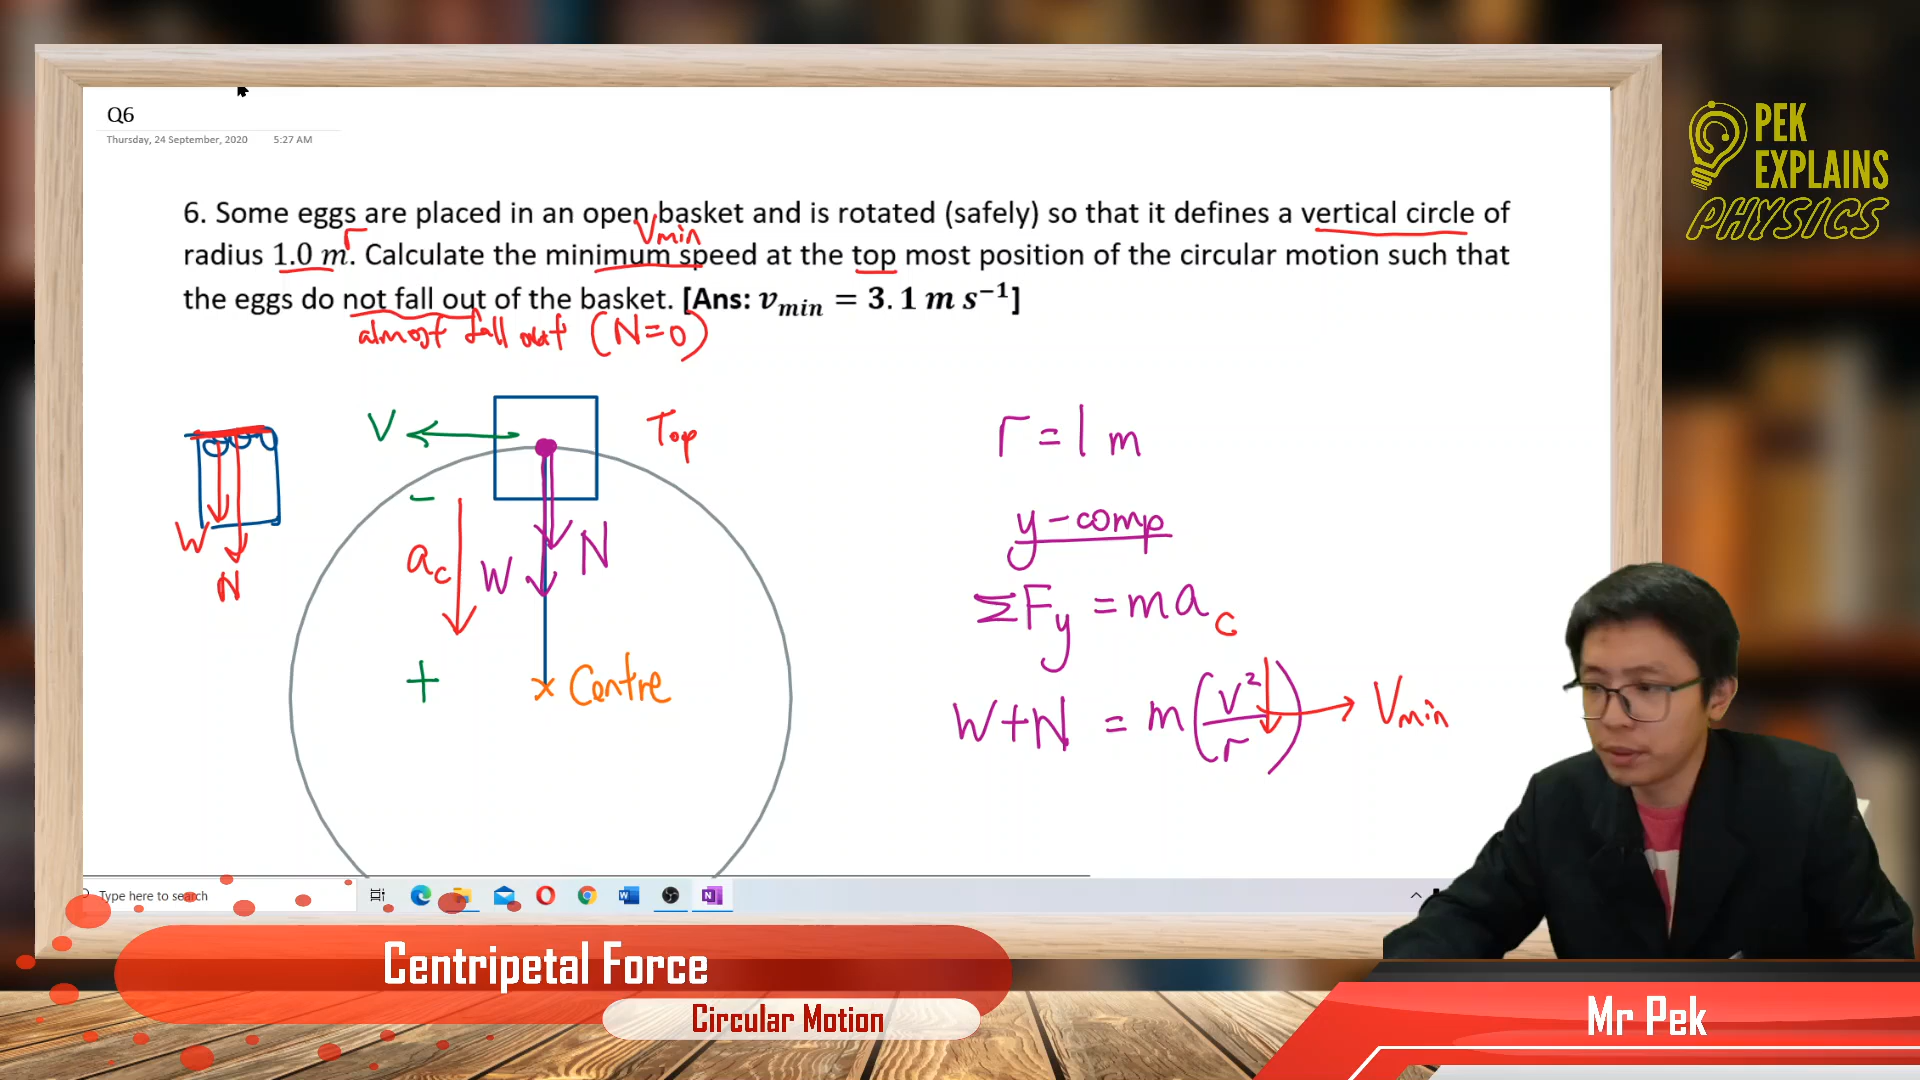 Q6
Thursday, 24 September, 2020 5:27 AM
6. Some eggs are placed in an open basket and is rotated (safely) so that it defines a vertical circle of
r
Vmin
radius 1.0 m. Calculate the minimum speed at the top most position of the circular motion such that
the eggs do not fall out of the basket. [Ans: v_min = 3.1 m s⁻¹]
almost fall out (N=0)
V
Top
W
N
–
ac
W
N
+
× Centre
r = 1 m
y-comp
ΣFy = mac
W+N = m(v²/r) → Vmin
PEK
EXPLAINS
PHYSICS
Type here to search
Centripetal Force
Circular Motion
Mr Pek